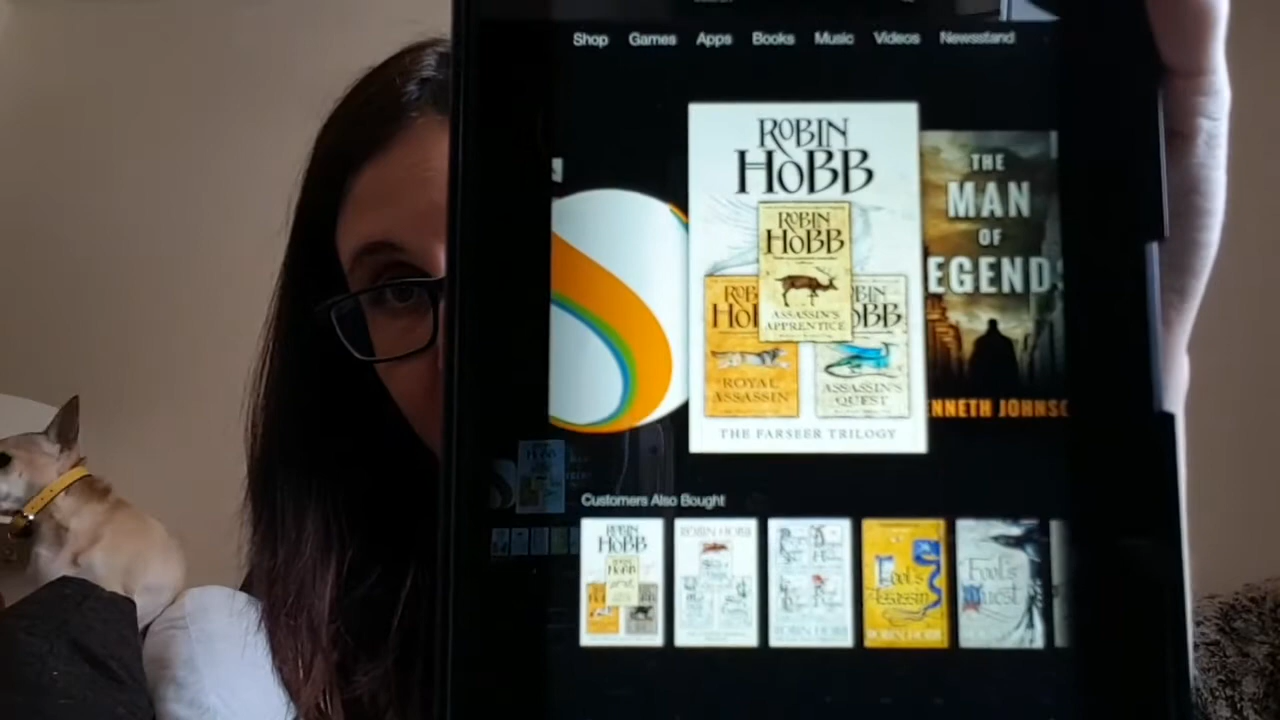 Shop Games Apps Books Music Videos Newsstand
ROBIN
HOBB
ROBIN
HOBB
ASSASSIN'S
APPRENTICE
ROYAL
ASSASSIN
ASSASSIN'S
QUEST
THE FARSEER TRILOGY
THE
MAN
OF
EGEND
ENNETH JOHNSO
Customers Also Bought
ROBIN
HOBB
ROBIN HOBB
ROBIN HOBB
Fool's
Assassin
ROBIN HOBB
Fool's
Quest